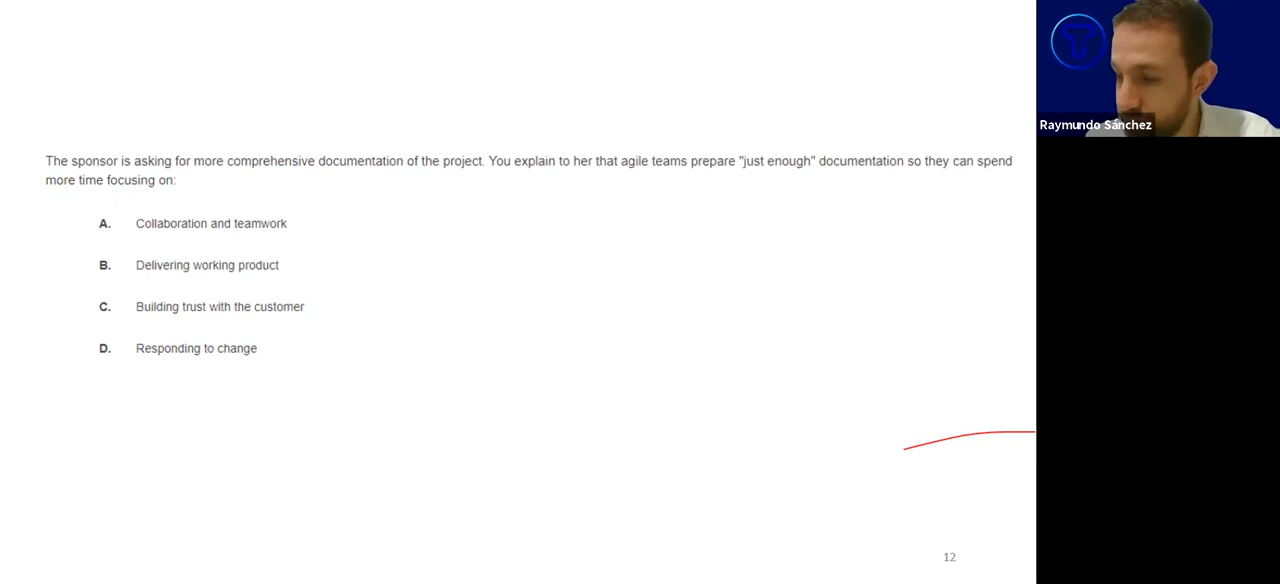 The sponsor is asking for more comprehensive documentation of the project. You explain to her that agile teams prepare "just enough" documentation so they can spend
more time focusing on:
A. Collaboration and teamwork
B. Delivering working product
C. Building trust with the customer
D. Responding to change
12
Raymundo Sánchez